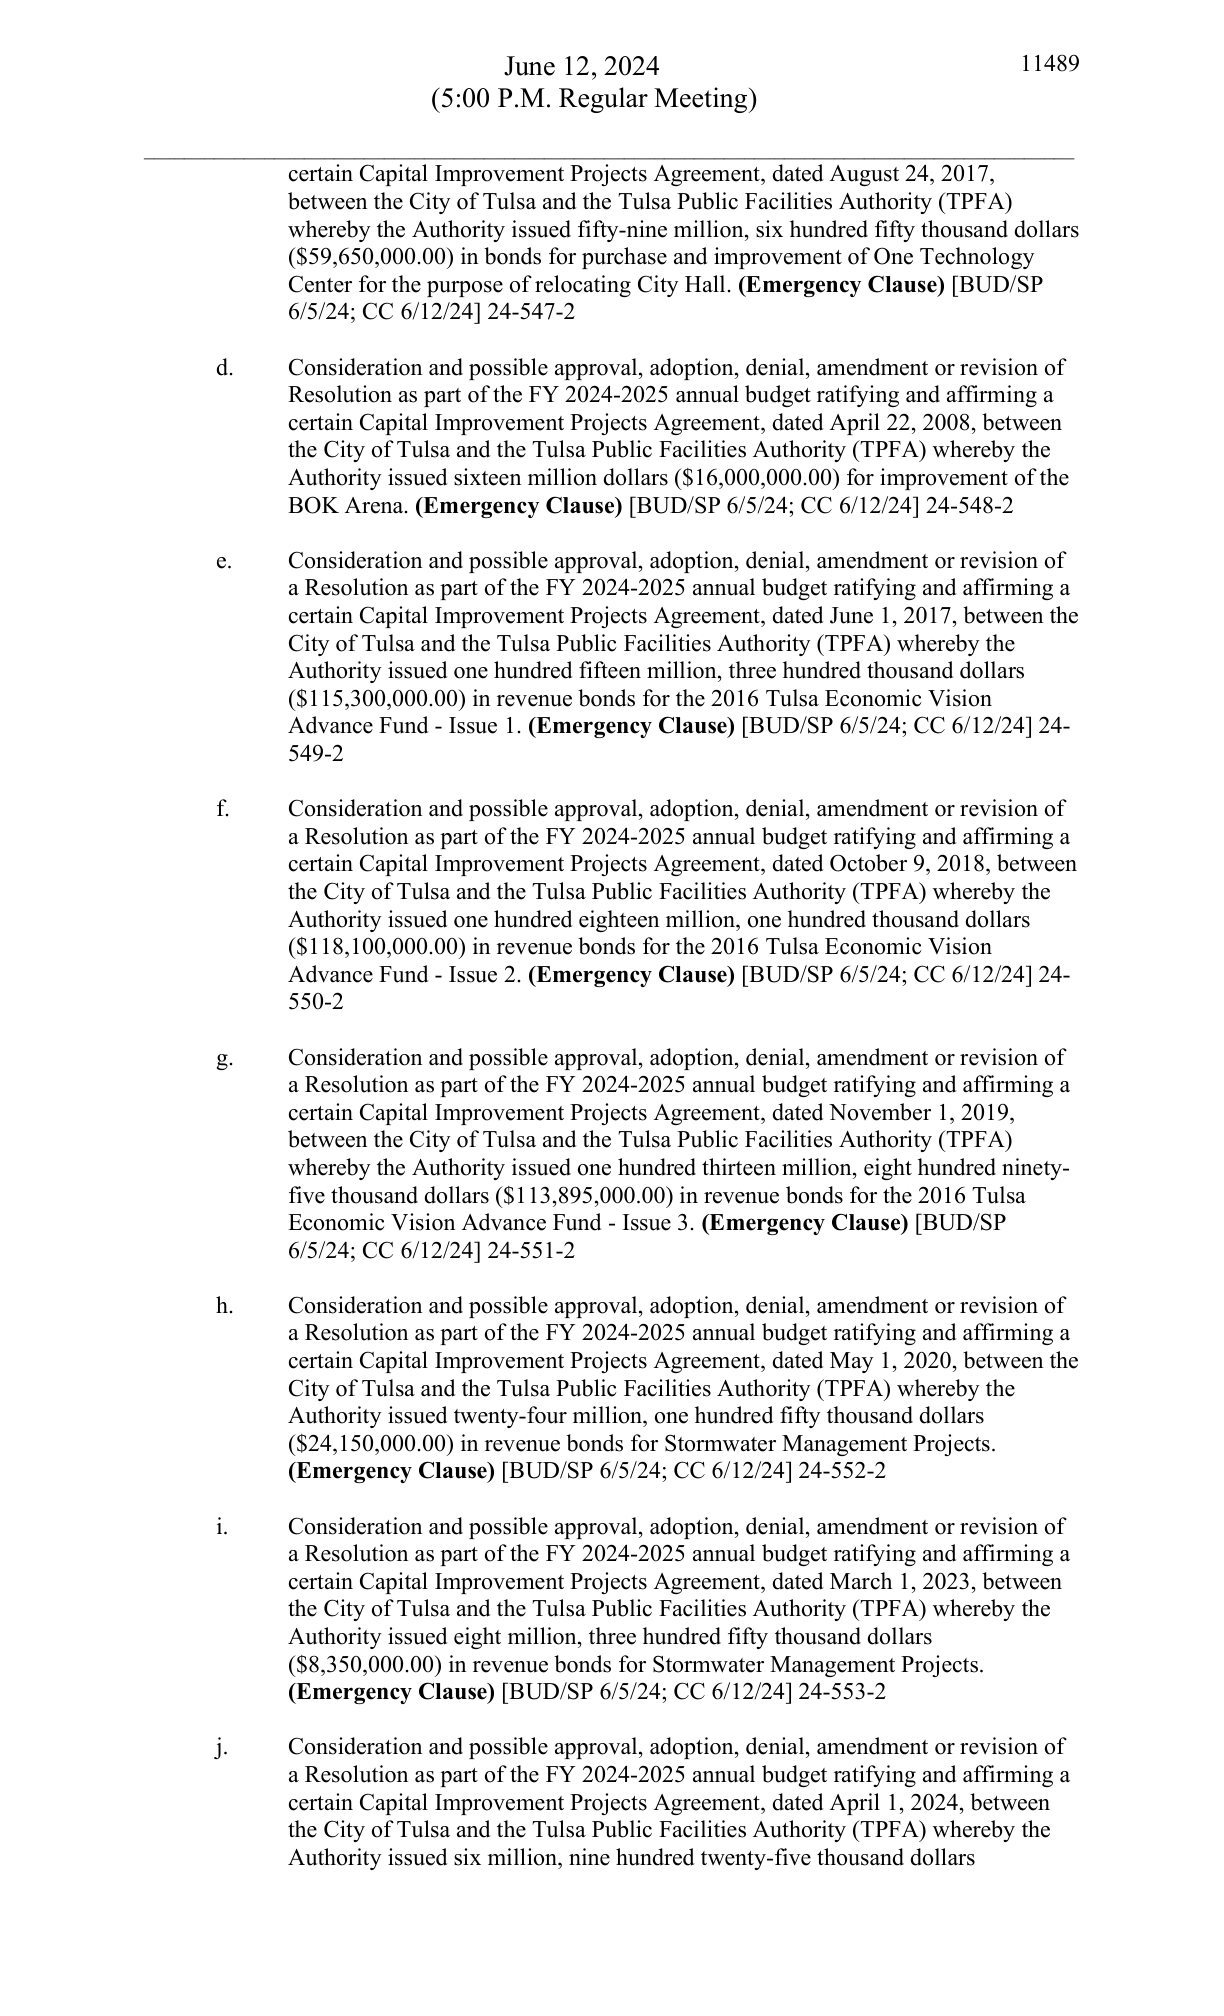 June 12, 2024
11489
(5:00 P.M. Regular Meeting)
certain Capital Improvement Projects Agreement, dated August 24, 2017,
between the City of Tulsa and the Tulsa Public Facilities Authority (TPFA)
whereby the Authority issued fifty-nine million, six hundred fifty thousand dollars
($59,650,000.00) in bonds for purchase and improvement of One Technology
Center for the purpose of relocating City Hall. (Emergency Clause) [BUD/SP
6/5/24; CC 6/12/24] 24-547-2
d. Consideration and possible approval, adoption, denial, amendment or revision of
Resolution as part of the FY 2024-2025 annual budget ratifying and affirming a
certain Capital Improvement Projects Agreement, dated April 22, 2008, between
the City of Tulsa and the Tulsa Public Facilities Authority (TPFA) whereby the
Authority issued sixteen million dollars ($16,000,000.00) for improvement of the
BOK Arena. (Emergency Clause) [BUD/SP 6/5/24; CC 6/12/24] 24-548-2
e. Consideration and possible approval, adoption, denial, amendment or revision of
a Resolution as part of the FY 2024-2025 annual budget ratifying and affirming a
certain Capital Improvement Projects Agreement, dated June 1, 2017, between the
City of Tulsa and the Tulsa Public Facilities Authority (TPFA) whereby the
Authority issued one hundred fifteen million, three hundred thousand dollars
($115,300,000.00) in revenue bonds for the 2016 Tulsa Economic Vision
Advance Fund - Issue 1. (Emergency Clause) [BUD/SP 6/5/24; CC 6/12/24] 24-
549-2
f. Consideration and possible approval, adoption, denial, amendment or revision of
a Resolution as part of the FY 2024-2025 annual budget ratifying and affirming a
certain Capital Improvement Projects Agreement, dated October 9, 2018, between
the City of Tulsa and the Tulsa Public Facilities Authority (TPFA) whereby the
Authority issued one hundred eighteen million, one hundred thousand dollars
($118,100,000.00) in revenue bonds for the 2016 Tulsa Economic Vision
Advance Fund - Issue 2. (Emergency Clause) [BUD/SP 6/5/24; CC 6/12/24] 24-
550-2
g. Consideration and possible approval, adoption, denial, amendment or revision of
a Resolution as part of the FY 2024-2025 annual budget ratifying and affirming a
certain Capital Improvement Projects Agreement, dated November 1, 2019,
between the City of Tulsa and the Tulsa Public Facilities Authority (TPFA)
whereby the Authority issued one hundred thirteen million, eight hundred ninety-
five thousand dollars ($113,895,000.00) in revenue bonds for the 2016 Tulsa
Economic Vision Advance Fund - Issue 3. (Emergency Clause) [BUD/SP
6/5/24; CC 6/12/24] 24-551-2
h. Consideration and possible approval, adoption, denial, amendment or revision of
a Resolution as part of the FY 2024-2025 annual budget ratifying and affirming a
certain Capital Improvement Projects Agreement, dated May 1, 2020, between the
City of Tulsa and the Tulsa Public Facilities Authority (TPFA) whereby the
Authority issued twenty-four million, one hundred fifty thousand dollars
($24,150,000.00) in revenue bonds for Stormwater Management Projects.
(Emergency Clause) [BUD/SP 6/5/24; CC 6/12/24] 24-552-2
i. Consideration and possible approval, adoption, denial, amendment or revision of
a Resolution as part of the FY 2024-2025 annual budget ratifying and affirming a
certain Capital Improvement Projects Agreement, dated March 1, 2023, between
the City of Tulsa and the Tulsa Public Facilities Authority (TPFA) whereby the
Authority issued eight million, three hundred fifty thousand dollars
($8,350,000.00) in revenue bonds for Stormwater Management Projects.
(Emergency Clause) [BUD/SP 6/5/24; CC 6/12/24] 24-553-2
j. Consideration and possible approval, adoption, denial, amendment or revision of
a Resolution as part of the FY 2024-2025 annual budget ratifying and affirming a
certain Capital Improvement Projects Agreement, dated April 1, 2024, between
the City of Tulsa and the Tulsa Public Facilities Authority (TPFA) whereby the
Authority issued six million, nine hundred twenty-five thousand dollars